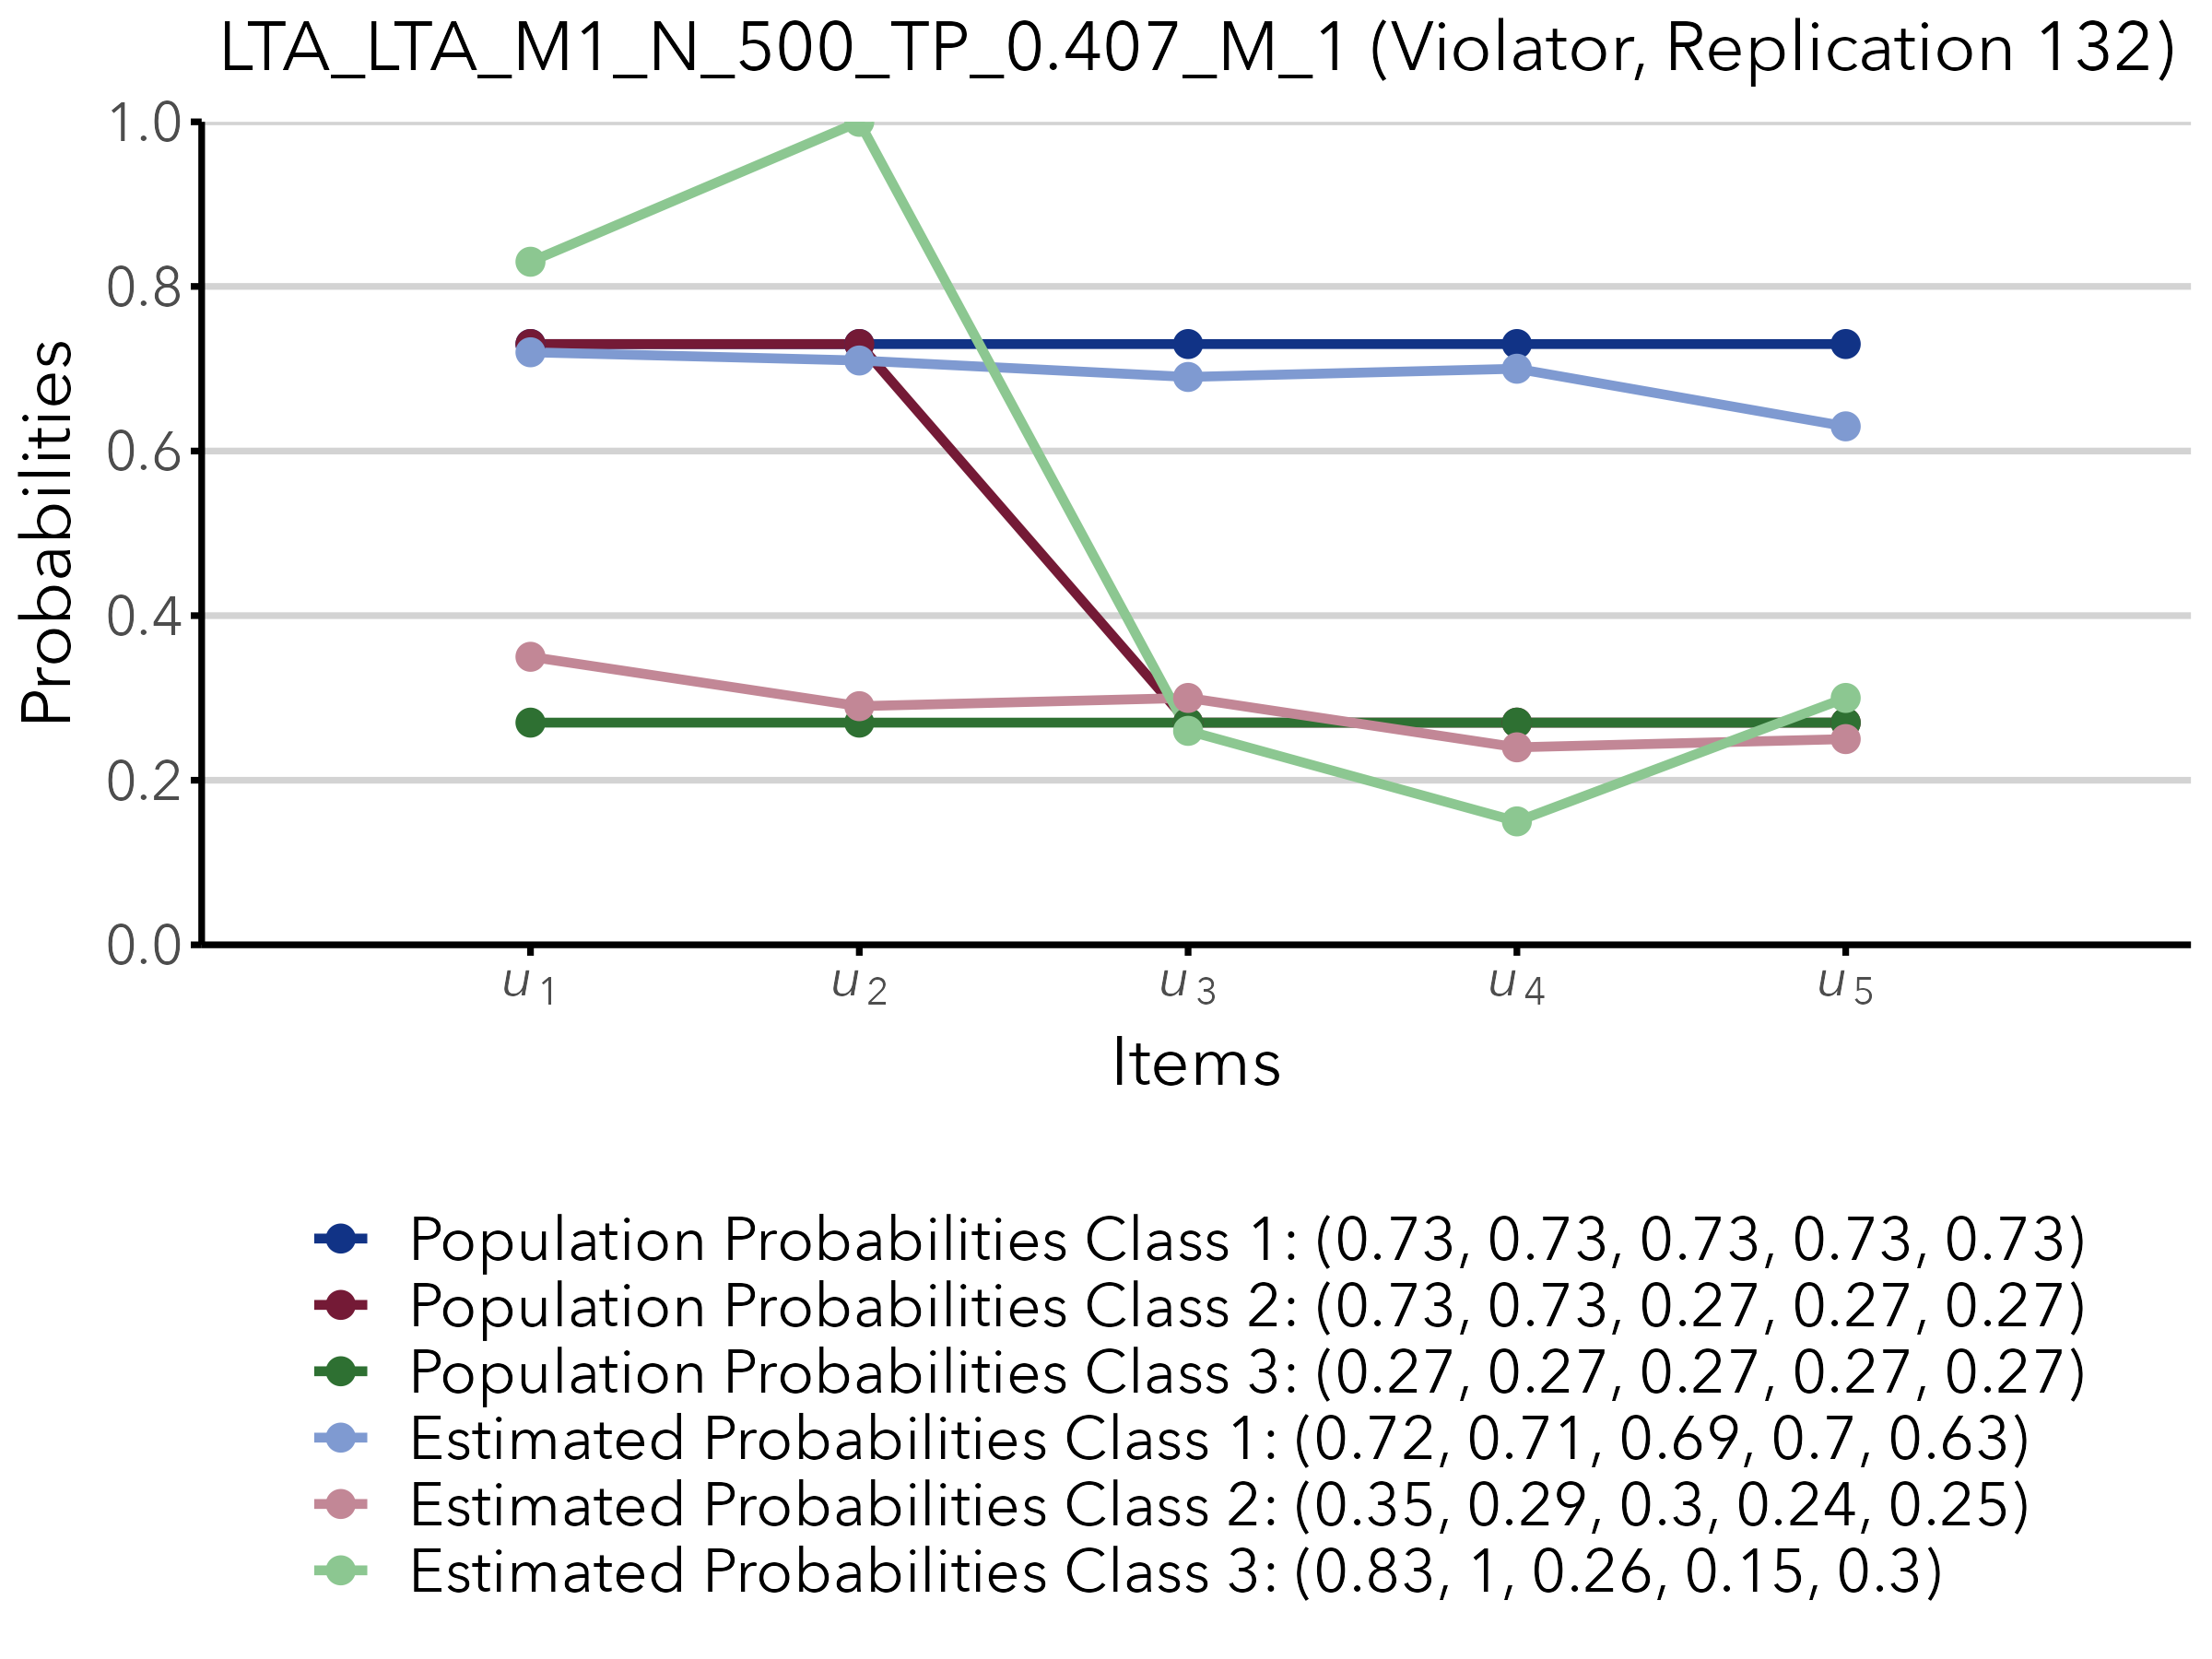 LTA_LTA_M1_N_500_TP_0.407_M_1 (Violator, Replication 132)
1.0
0.8
0.6
0.4
0.2
0.0
Probabilities
u1 u2 u3 u4 u5
Items
Population Probabilities Class 1: (0.73, 0.73, 0.73, 0.73, 0.73)
Population Probabilities Class 2: (0.73, 0.73, 0.27, 0.27, 0.27)
Population Probabilities Class 3: (0.27, 0.27, 0.27, 0.27, 0.27)
Estimated Probabilities Class 1: (0.72, 0.71, 0.69, 0.7, 0.63)
Estimated Probabilities Class 2: (0.35, 0.29, 0.3, 0.24, 0.25)
Estimated Probabilities Class 3: (0.83, 1, 0.26, 0.15, 0.3)